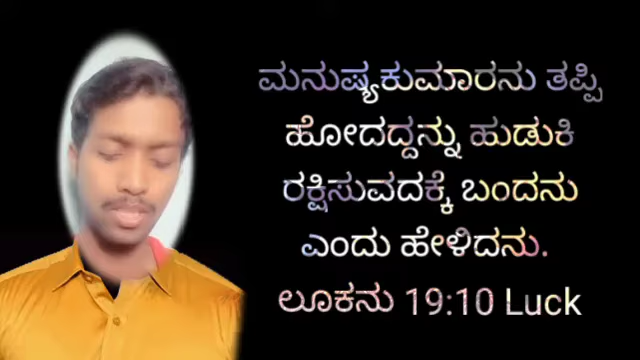 ಮನುಷ್ಯಕುಮಾರನು ತಪ್ಪಿ
ಹೋದದ್ದನ್ನು ಹುಡುಕಿ
ರಕ್ಷಿಸುವದಕ್ಕೆ ಬಂದನು
ಎಂದು ಹೇಳಿದನು.
ಲೂಕನು 19:10 Luck